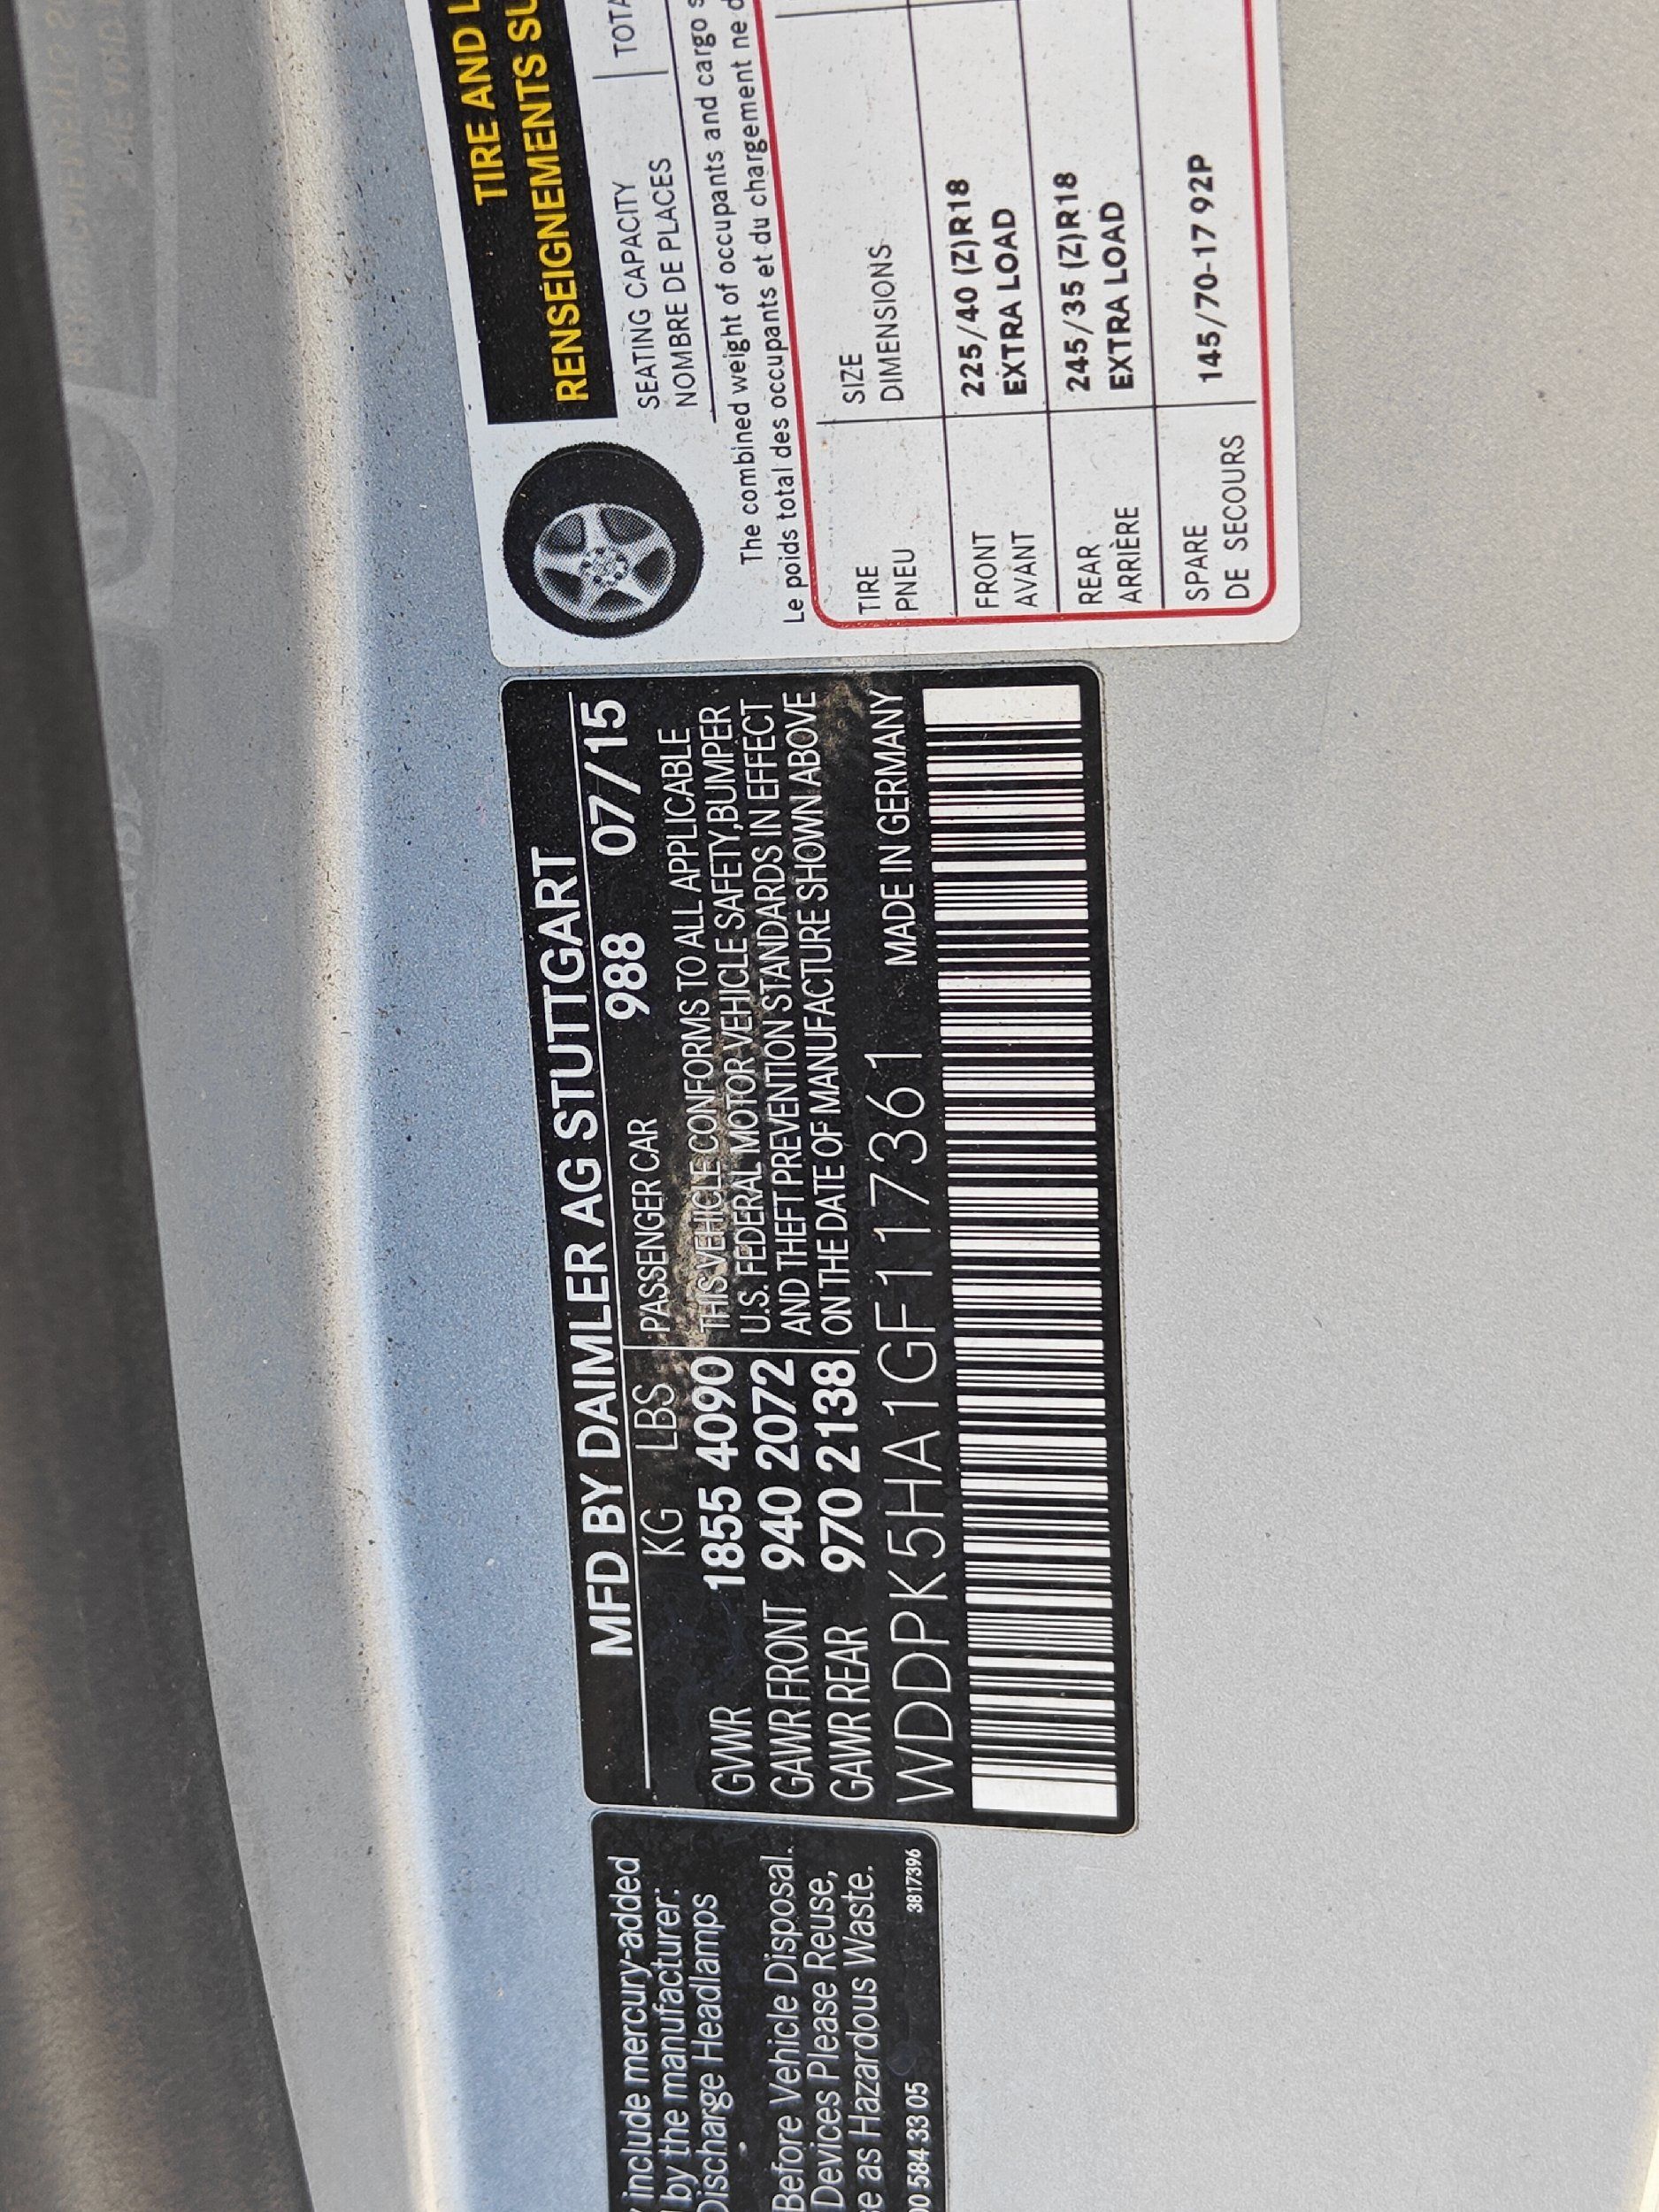 MFD BY DAIMLER AG STUTTGART
KG LBS PASSENGER CAR 988 07/15
GVWR 1855 4090 THIS VEHICLE CONFORMS TO ALL APPLICABLE
GAWR FRONT 940 2072 U.S. FEDERAL MOTOR VEHICLE SAFETY,BUMPER
GAWR REAR 970 2138 AND THEFT PREVENTION STANDARDS IN EFFECT
ON THE DATE OF MANUFACTURE SHOWN ABOVE
WDDPK5HA1GF117361 MADE IN GERMANY
include mercury-added
by the manufacturer.
Discharge Headlamps
Before Vehicle Disposal.
Devices Please Reuse,
as Hazardous Waste.
584 33 05 3817396
TIRE AND
RENSEIGNEMENTS
SEATING CAPACITY
NOMBRE DE PLACES
The combined weight of occupants and cargo
Le poids total des occupants et du chargement ne
TIRE SIZE
PNEU DIMENSIONS
FRONT 225/40 (Z)R18
AVANT EXTRA LOAD
REAR 245/35 (Z)R18
ARRIÈRE EXTRA LOAD
SPARE 145/70-17 92P
DE SECOURS